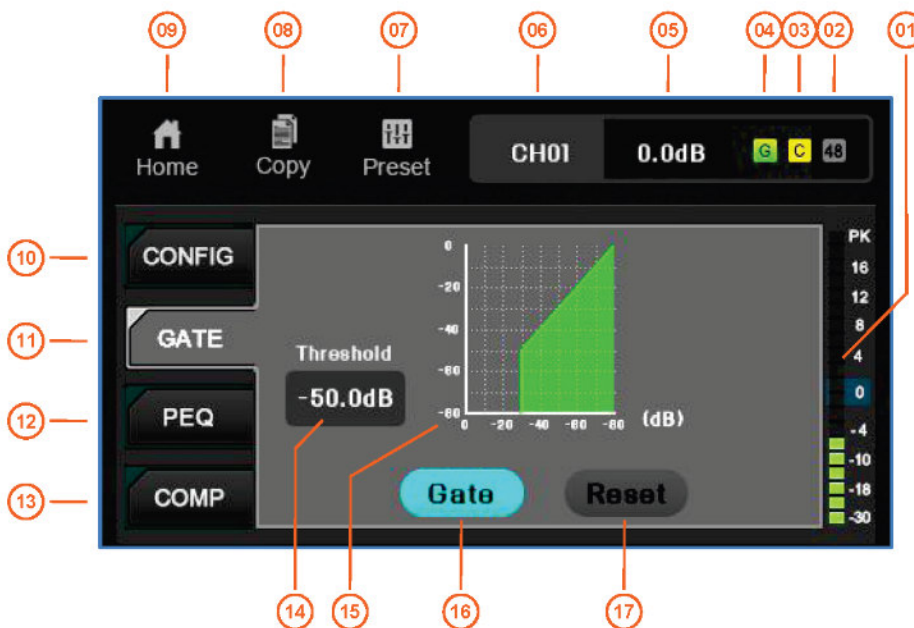 09 08 07 06 05 04 03 02 01
Home Copy Preset CH01 0.0dB G C 48
PK
10 CONFIG 0 16
12
-20 8
11 GATE -40 4
Threshold
-50.0dB -60 0
12 PEQ -80 -4
0 -20 -40 -60 -80 (dB)
-10
13 COMP Gate Reset -18
-30
14 15 16 17